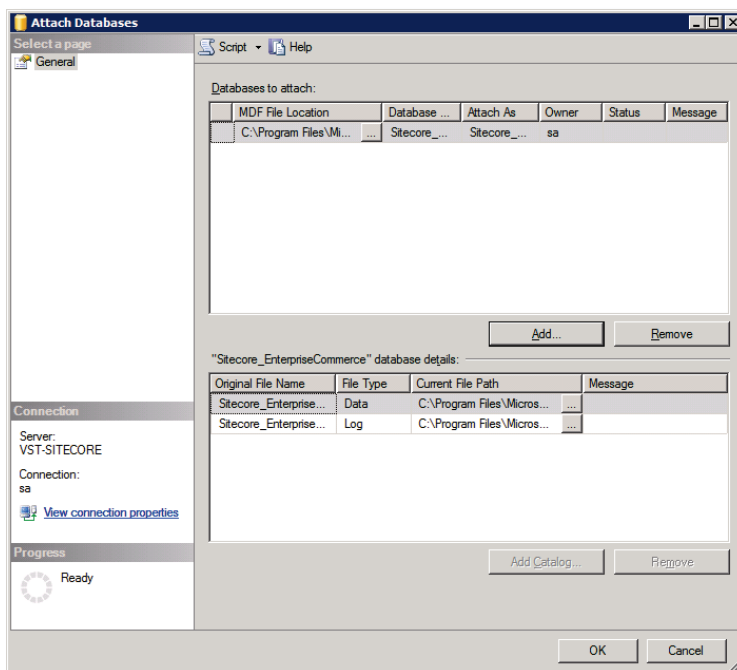 Attach Databases
Select a page
General
Script
Help
Databases to attach:
MDF File Location Database ... Attach As Owner Status Message
C:\Program Files\Mi... ... Sitecore_... Sitecore_... sa
Add... Remove
"Sitecore_EnterpriseCommerce" database details:
Original File Name File Type Current File Path Message
Sitecore_Enterprise... Data C:\Program Files\Micros... ...
Sitecore_Enterprise... Log C:\Program Files\Micros... ...
Add Catalog... Remove
Connection
Server:
VST-SITECORE
Connection:
sa
View connection properties
Progress
Ready
OK Cancel